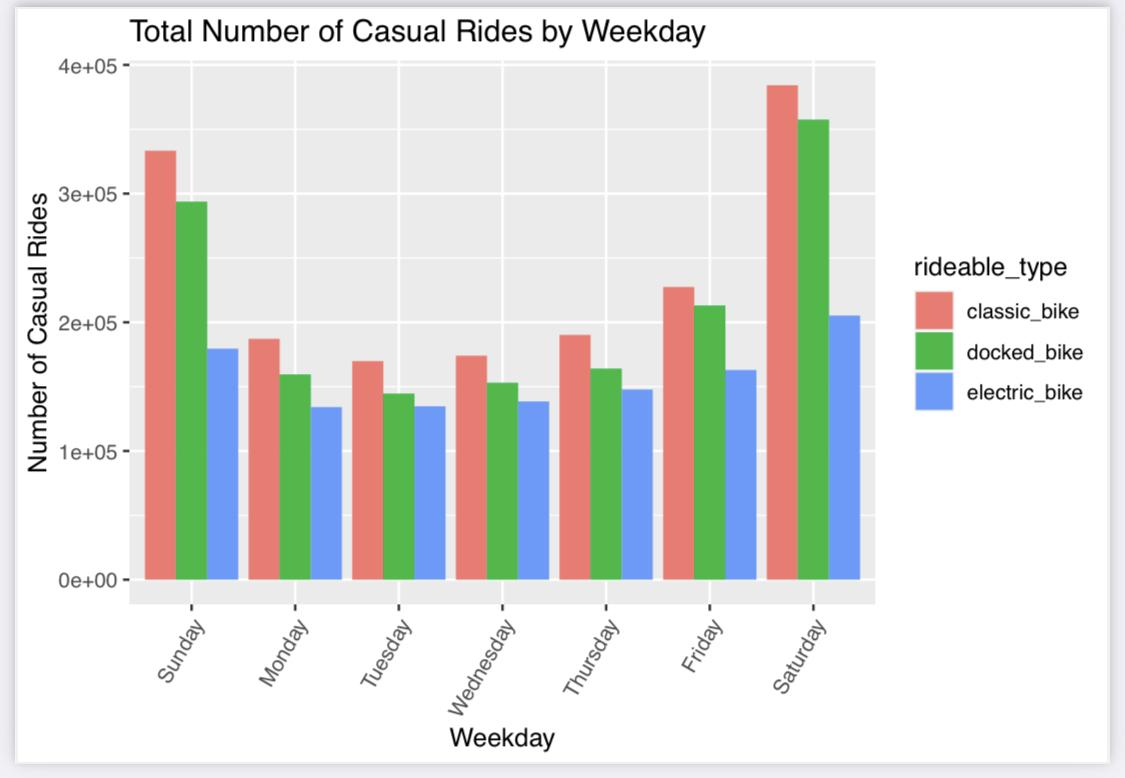 Total Number of Casual Rides by Weekday
Number of Casual Rides
4e+05
3e+05
2e+05
1e+05
0e+00
Sunday
Monday
Tuesday
Wednesday
Thursday
Friday
Saturday
Weekday
rideable_type
classic_bike
docked_bike
electric_bike